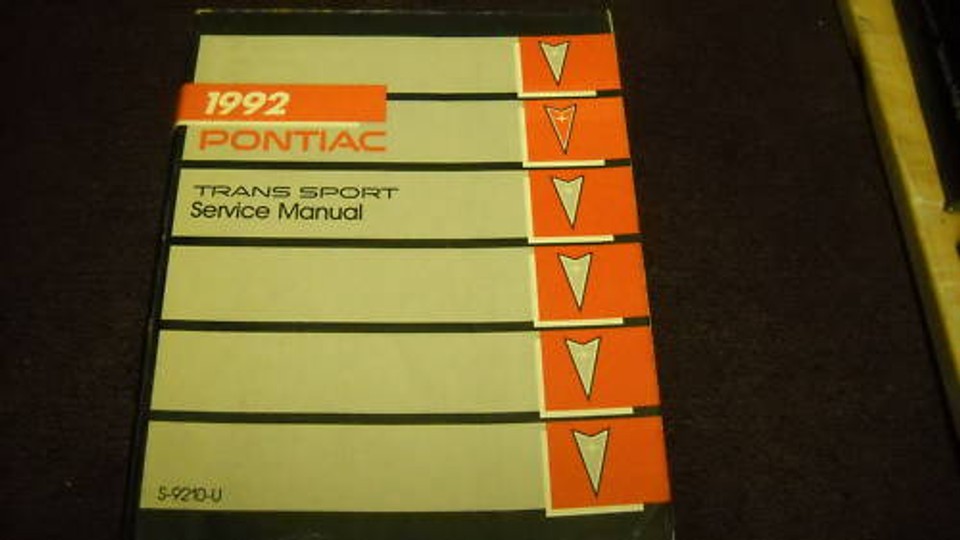 1992
PONTIAC
TRANS SPORT
Service Manual
S-9210-U